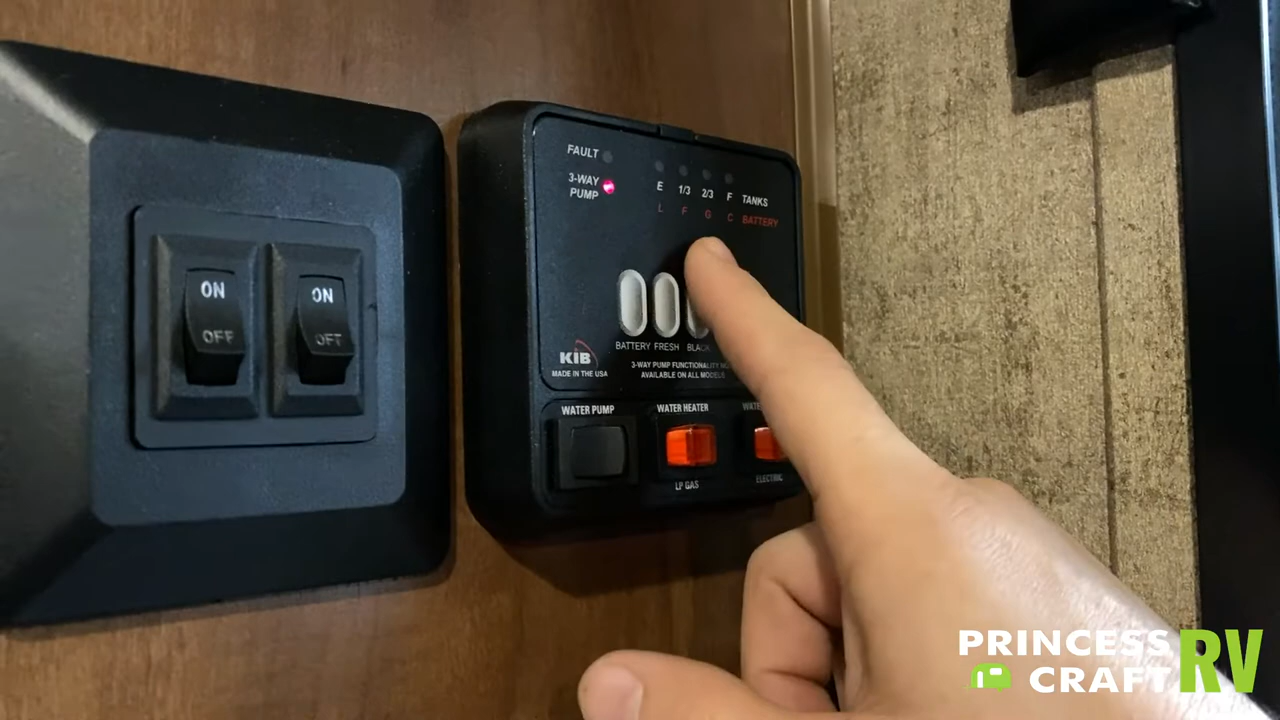 ON
OFF
ON
OFF
FAULT
3-WAY
PUMP
E 1/3 2/3 F TANKS
L F G C BATTERY
BATTERY FRESH BLACK
KIB
MADE IN THE USA
3-WAY PUMP FUNCTIONALITY
AVAILABLE ON ALL MODELS
WATER PUMP
WATER HEATER
LP GAS
ELECTRIC
PRINCESS
CRAFT RV